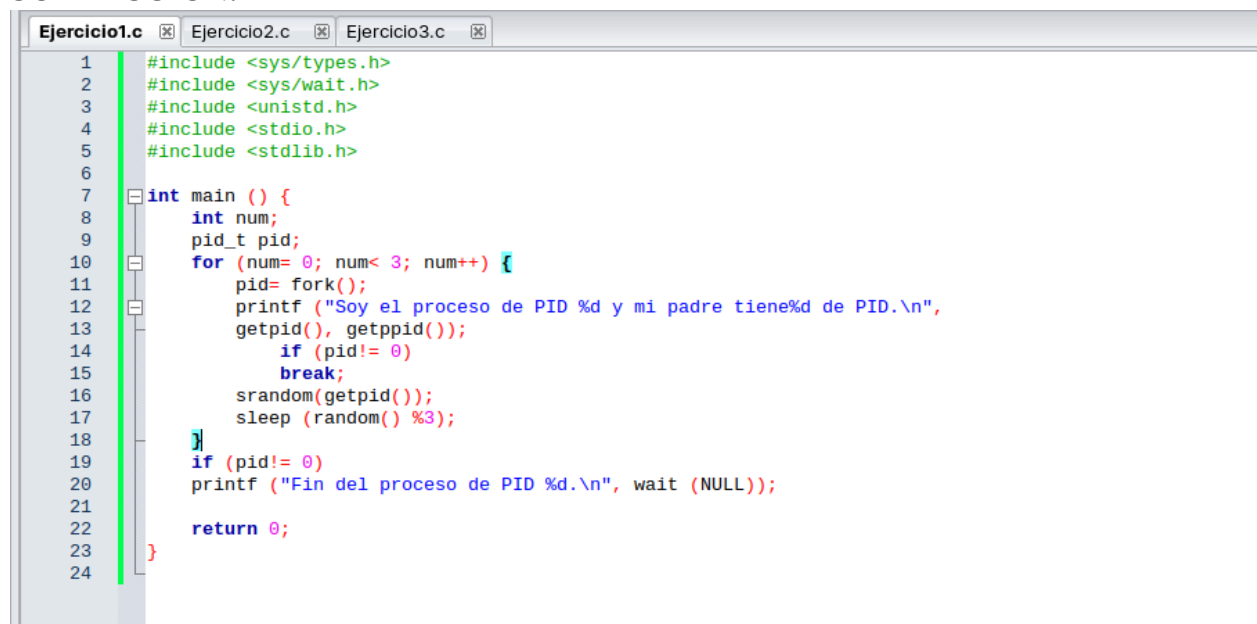 Ejercicio1.c Ejercicio2.c Ejercicio3.c
1 #include <sys/types.h>
2 #include <sys/wait.h>
3 #include <unistd.h>
4 #include <stdio.h>
5 #include <stdlib.h>
6
7 int main () {
8 int num;
9 pid_t pid;
10 for (num= 0; num< 3; num++) {
11 pid= fork();
12 printf ("Soy el proceso de PID %d y mi padre tiene%d de PID.\n",
13 getpid(), getppid());
14 if (pid!= 0)
15 break;
16 srandom(getpid());
17 sleep (random() %3);
18 }
19 if (pid!= 0)
20 printf ("Fin del proceso de PID %d.\n", wait (NULL));
21
22 return 0;
23 }
24